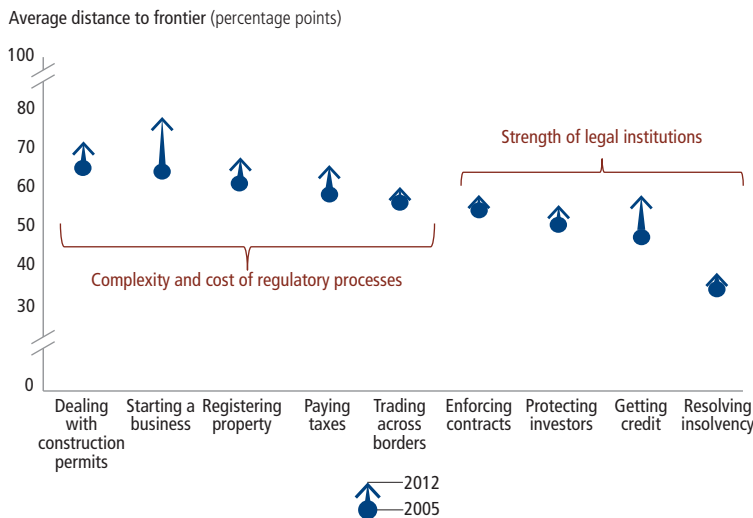 Average distance to frontier (percentage points)
100
80
70
60
50
40
30
0
Strength of legal institutions
Complexity and cost of regulatory processes
Dealing
with
construction
permits
Starting a
business
Registering
property
Paying
taxes
Trading
across
borders
Enforcing
contracts
Protecting
investors
Getting
credit
Resolving
insolvency
2012
2005